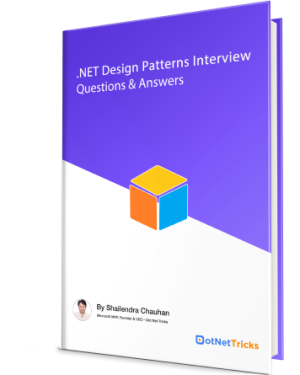 .NET Design Patterns Interview
Questions & Answers
By Shailendra Chauhan
Microsoft MVP, Founder & CEO - Dot Net Tricks
DotNetTricks